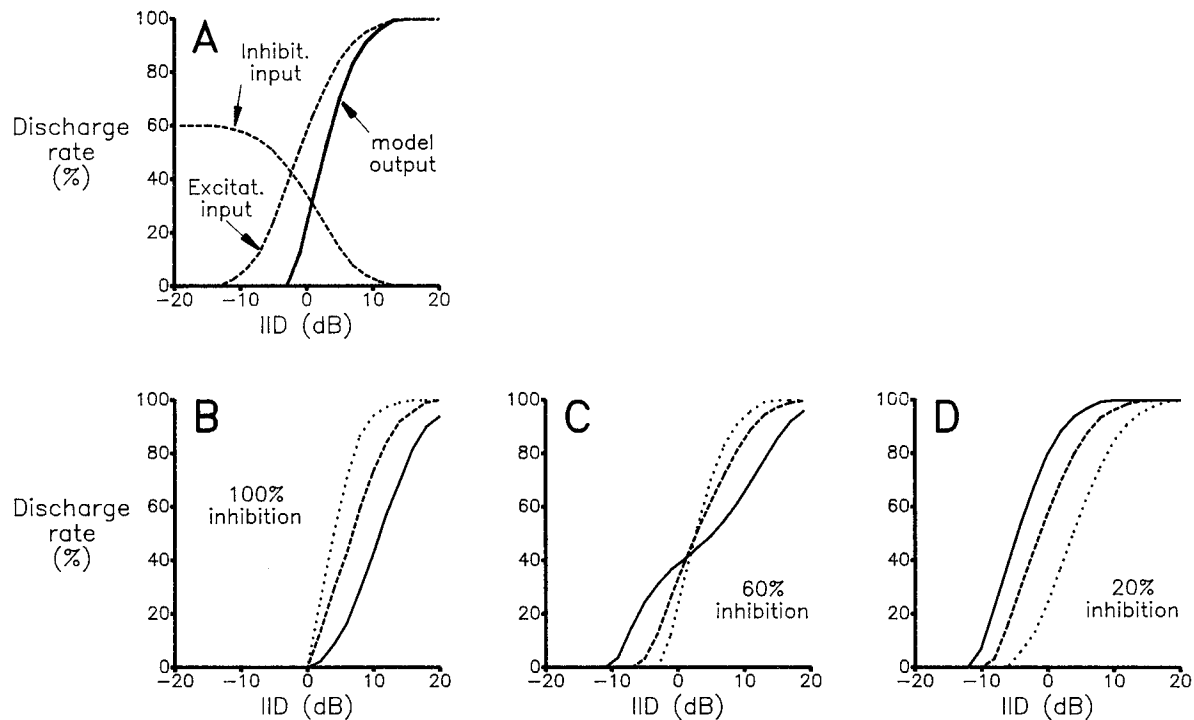 A
100
80
60
40
20
0
Discharge
rate
(%)
Inhibit.
input
Excitat.
input
model
output
−20
−10
0
10
20
IID (dB)
B
100
80
60
40
20
0
Discharge
rate
(%)
100%
inhibition
−20
−10
0
10
20
IID (dB)
C
100
80
60
40
20
0
60%
inhibition
−20
−10
0
10
20
IID (dB)
D
100
80
60
40
20
0
20%
inhibition
−20
−10
0
10
20
IID (dB)